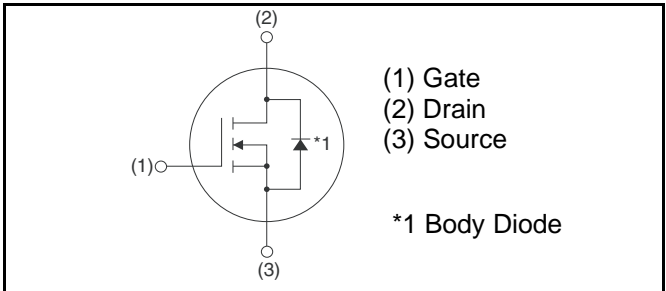 (2)
(1) Gate
(2) Drain
(3) Source
*1
(1)
*1 Body Diode
(3)